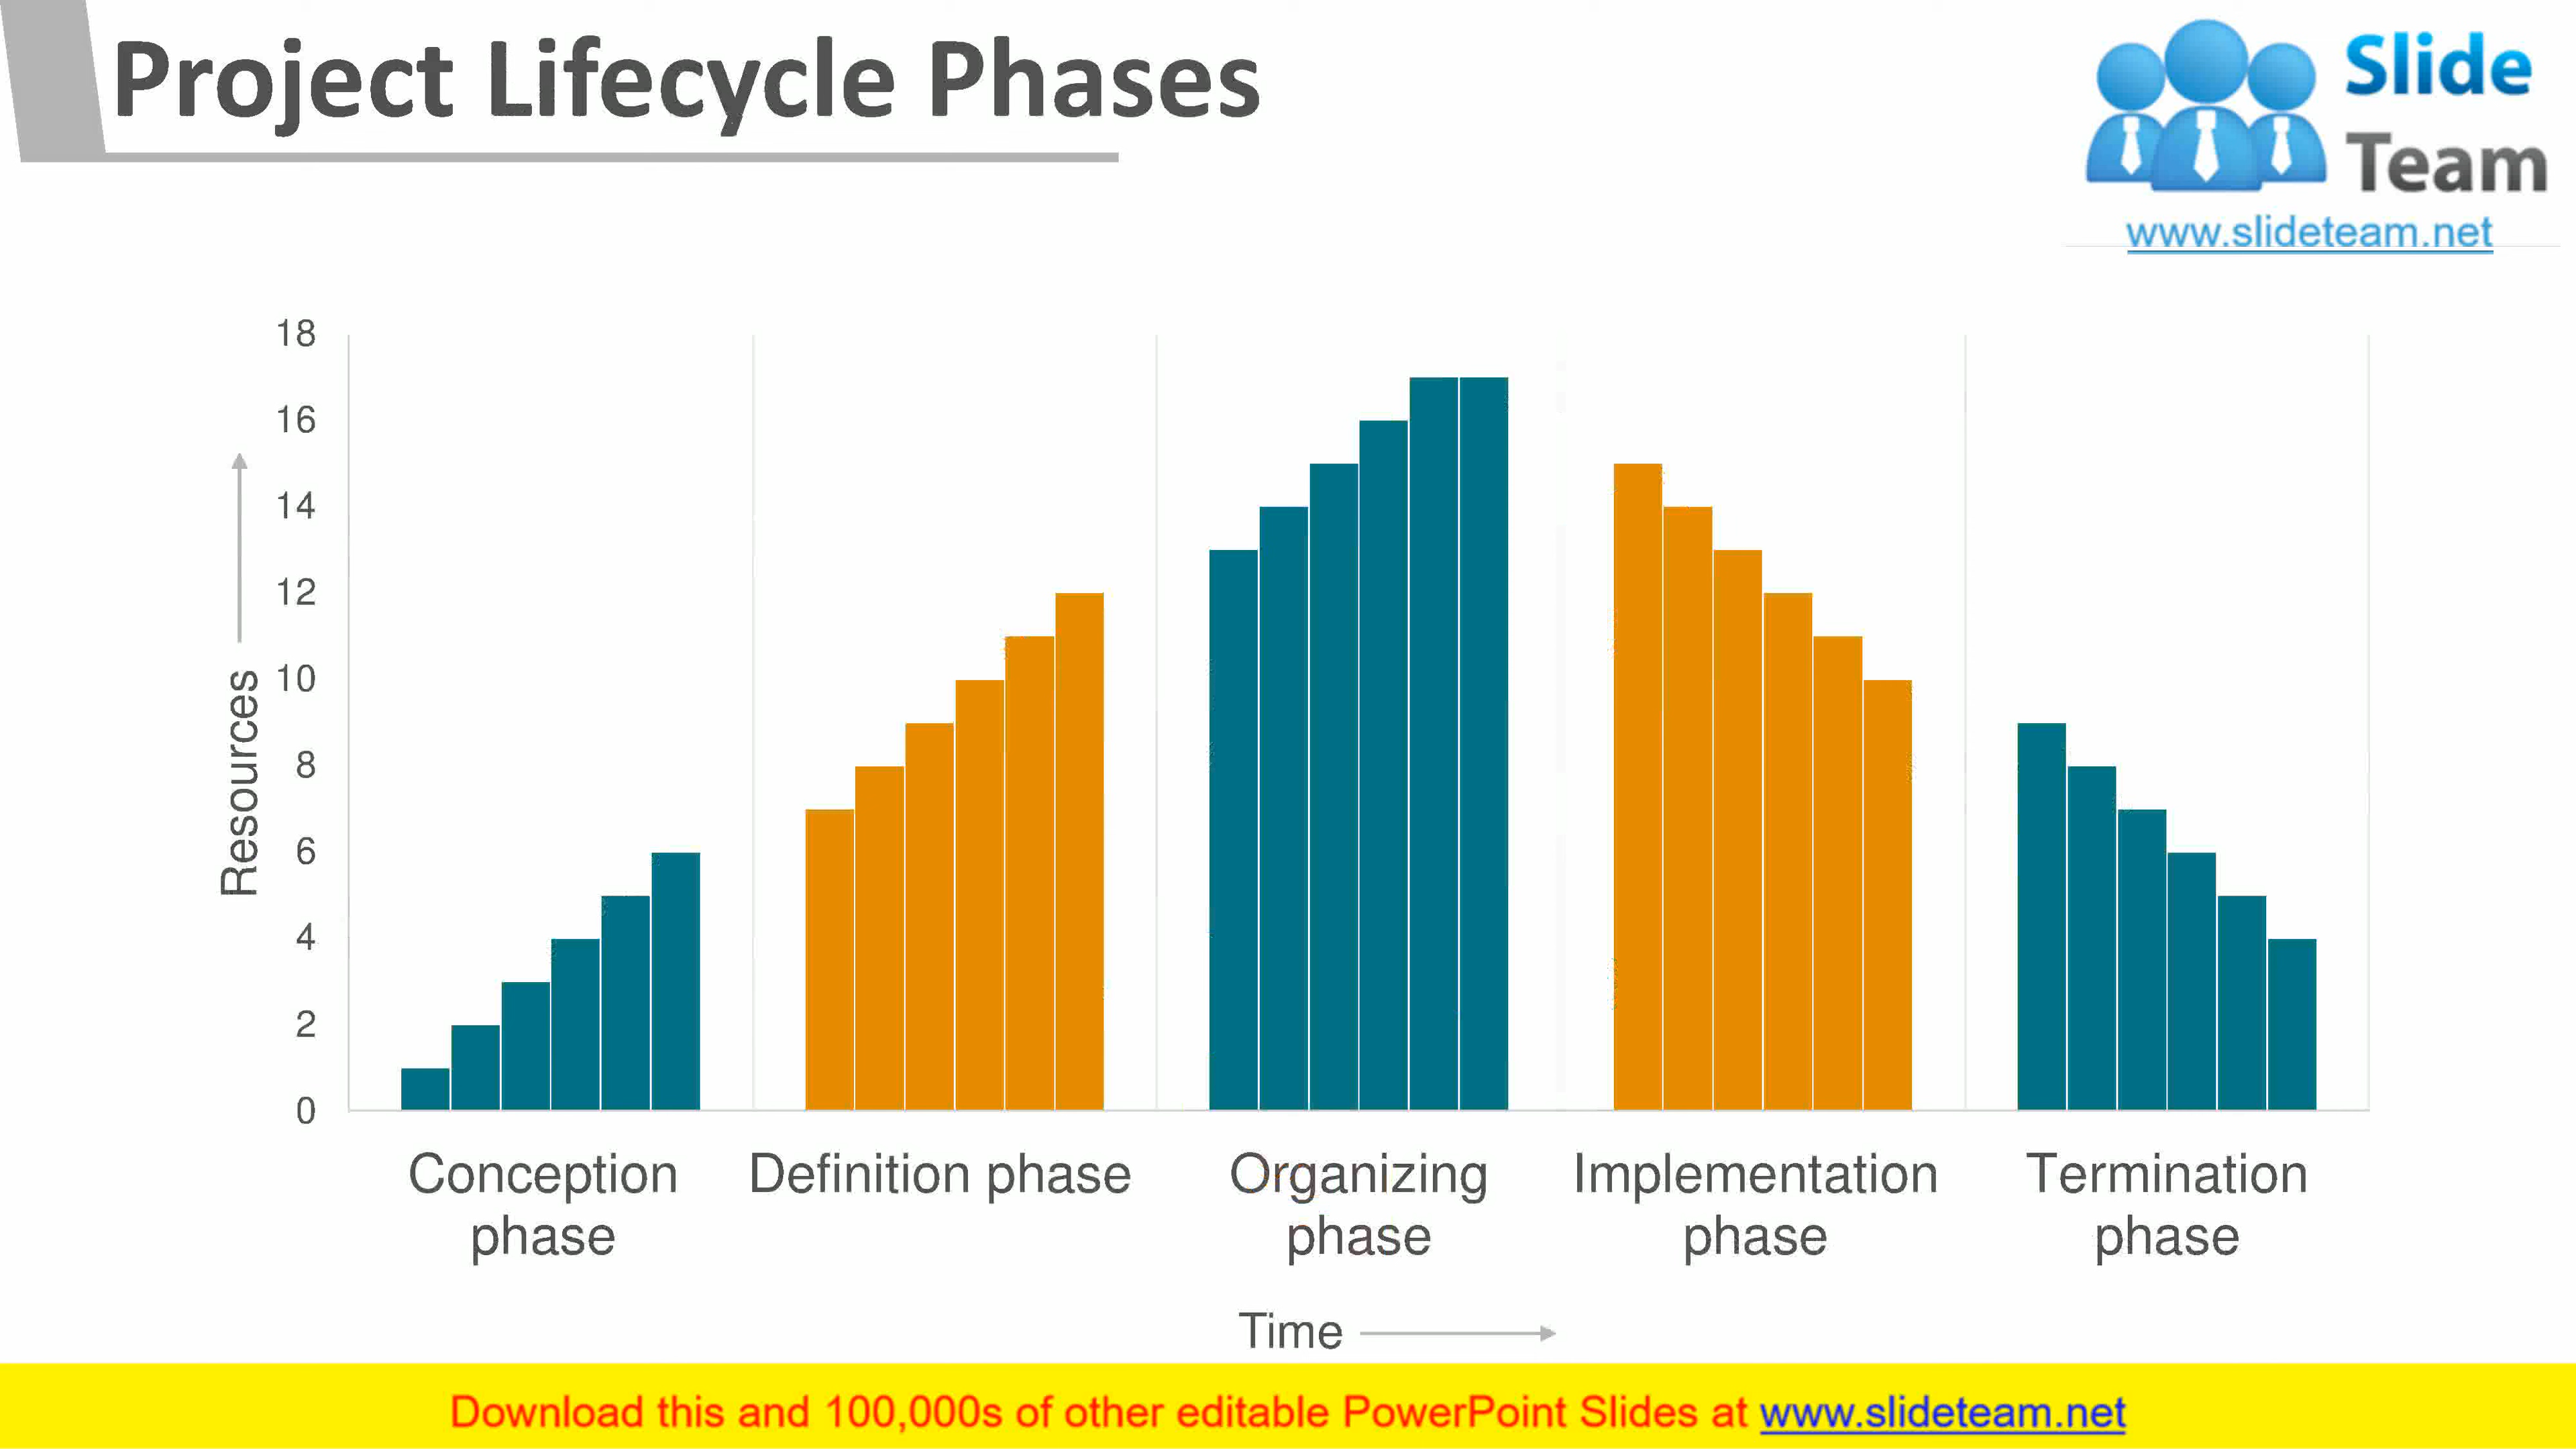 Project Lifecycle Phases
Slide
Team
www.slideteam.net
18
16
14
12
10
8
6
4
2
0
Resources
Conception
phase
Definition phase
Organizing
phase
Implementation
phase
Termination
phase
Time
Download this and 100,000s of other editable PowerPoint Slides at www.slideteam.net